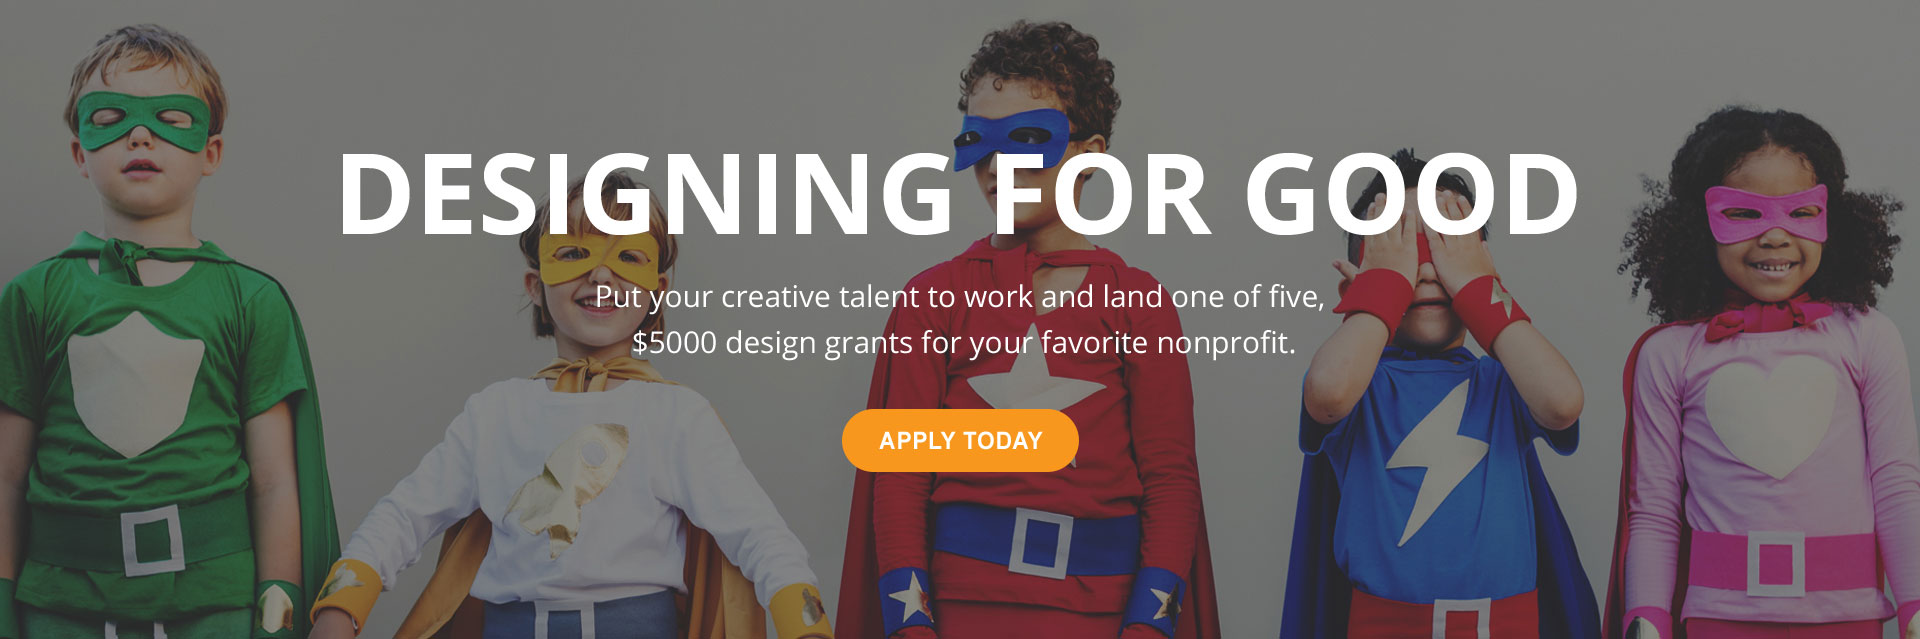 DESIGNING FOR GOOD
Put your creative talent to work and land one of five,
$5000 design grants for your favorite nonprofit.
APPLY TODAY